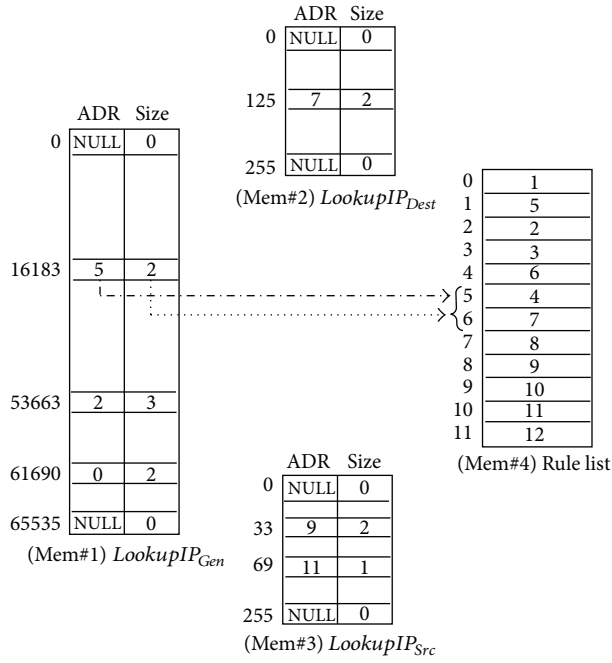 ADR Size
0 NULL 0
125 7 2
255 NULL 0
(Mem#2) LookupIP_Dest
ADR Size
0 NULL 0
16183 5 2
53663 2 3
61690 0 2
65535 NULL 0
(Mem#1) LookupIP_Gen
0 1
1 5
2 2
3 3
4 6
5 4
6 7
7 8
8 9
9 10
10 11
11 12
(Mem#4) Rule list
ADR Size
0 NULL 0
33 9 2
69 11 1
255 NULL 0
(Mem#3) LookupIP_Src